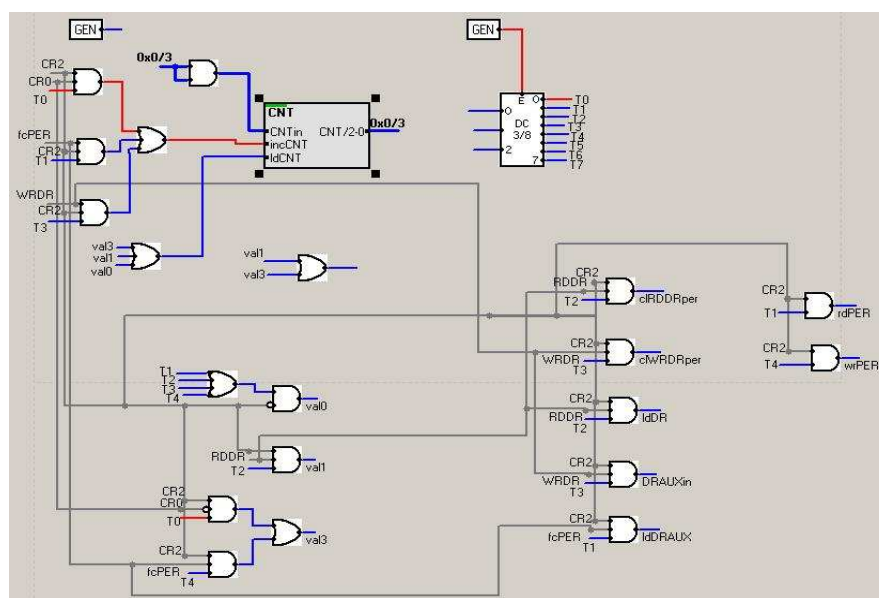 GEN
GEN
CR2
CR0
T0
0x0/3
fcPER
CR2
T1
CNT
CNTin CNT/2-0
incCNT
ldCNT
0x0/3
E 0
0 DC
3/8
2
7
T0
T1
T2
T3
T4
T5
T6
T7
WRDR
CR2
T3
val3
val1
val0
val1
val3
CR2
RDDR
T2
clRDDRper
CR2
T1
rdPER
CR2
WRDR
T3
clWRDRper
CR2
T4
wrPER
T1
T2
T3
T4
val0
CR2
RDDR
T2
ldDR
RDDR
T2
val1
CR2
WRDR
T3
DRAUXin
CR2
CR0
T0
val3
CR2
fcPER
T4
CR2
fcPER
T1
ldDRAUX